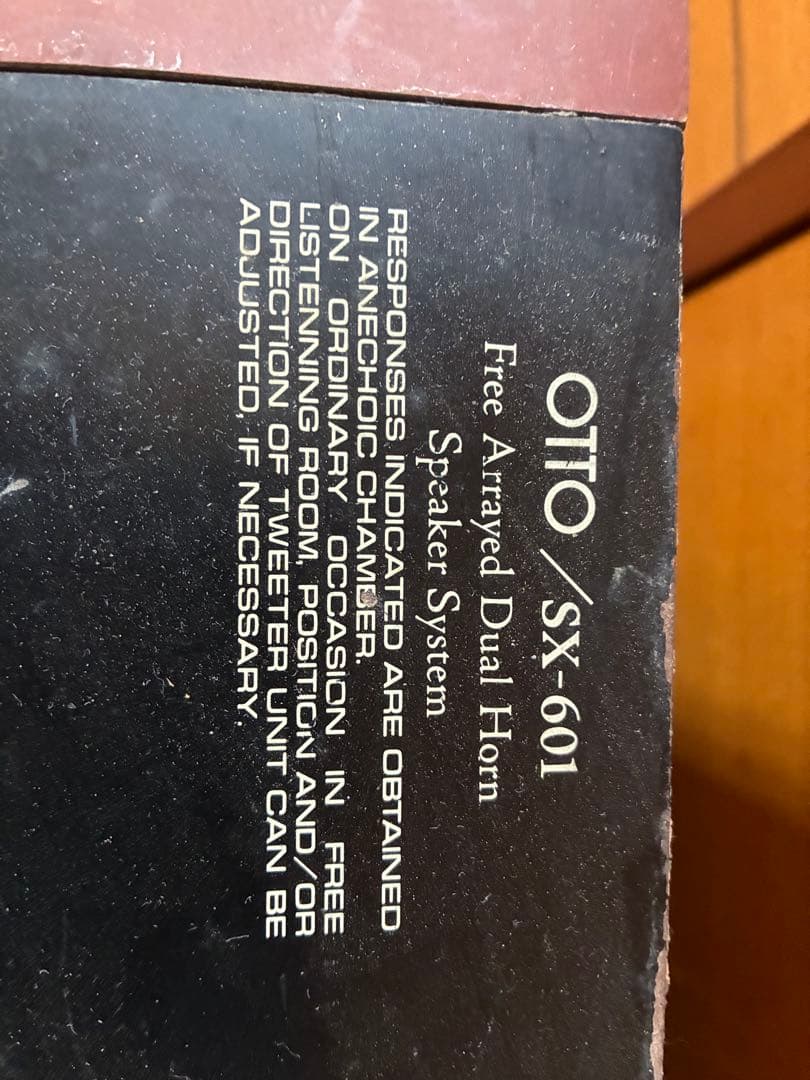 OTTO /SX-601
Free Arrayed Dual Horn
Speaker System
RESPONSES INDICATED ARE OBTAINED
IN ANECHOIC CHAMBER.
ON ORDINARY OCCASION IN FREE
LISTENNING ROOM, POSITION AND/OR
DIRECTION OF TWEETER UNIT CAN BE
ADJUSTED, IF NECESSARY.